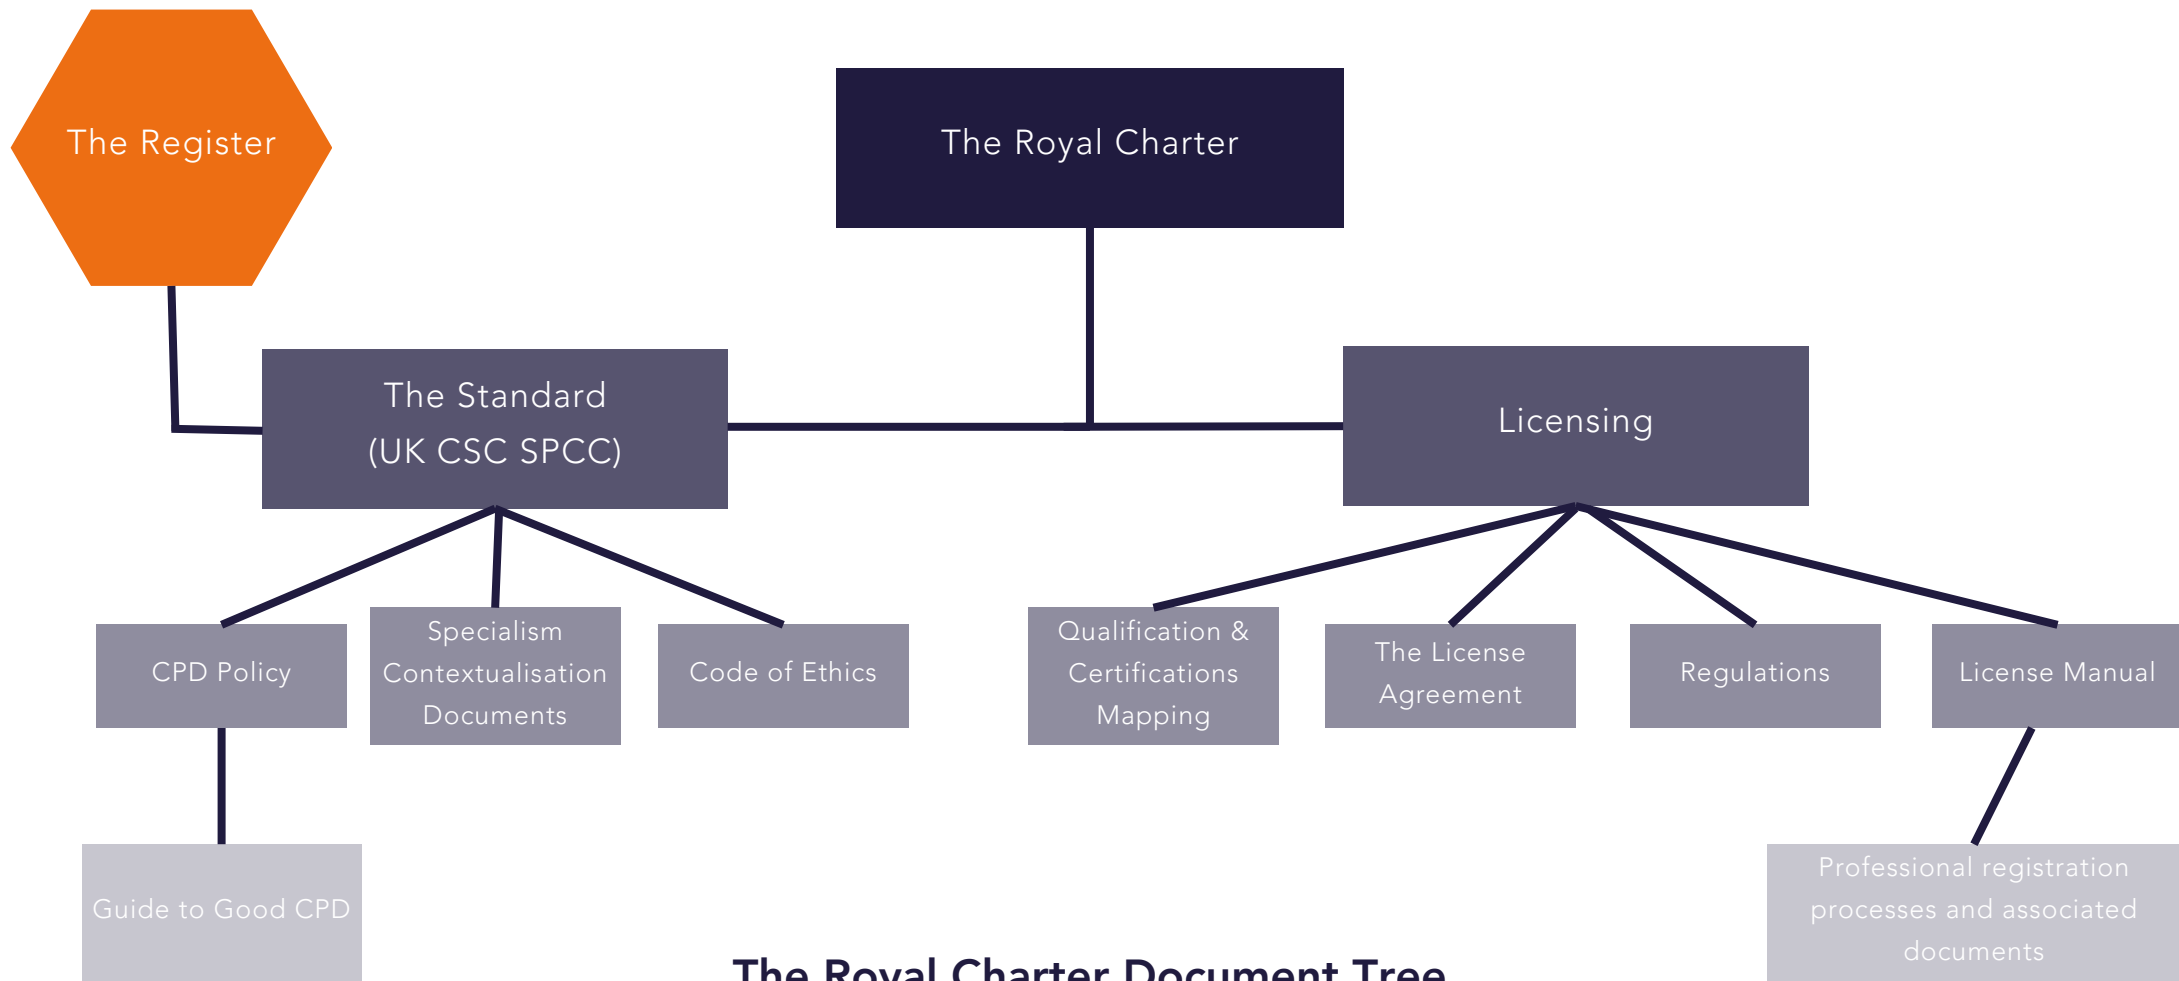 The Register
The Royal Charter
The Standard
(UK CSC SPCC)
Licensing
CPD Policy
Specialism
Contextualisation
Documents
Code of Ethics
Qualification &
Certifications
Mapping
The License
Agreement
Regulations
License Manual
Guide to Good CPD
Professional registration
processes and associated
documents
The Royal Charter Document Tree